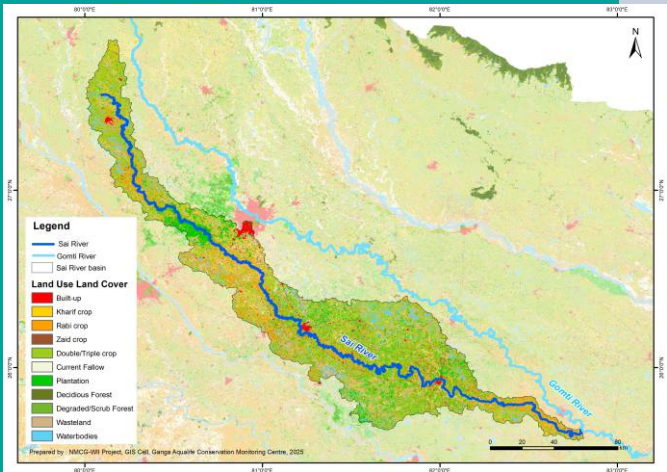 80°0'0"E 81°0'0"E 82°0'0"E 83°0'0"E
N
27°0'0"N 27°0'0"N
Legend
Sai River
Gomti River
Sai River basin
Land Use Land Cover
Built-up
Kharif crop
Rabi crop
Zaid crop
Double/Triple crop
Current Fallow
Plantation
Decidious Forest
Degraded/Scrub Forest
Wasteland
Waterbodies
Sai River
26°0'0"N 26°0'0"N
Gomti River
0 20 40 80
km
Prepared by : NMCG-WII Project, GIS Cell, Ganga Aqualife Conservation Monitoring Centre, 2025
80°0'0"E 81°0'0"E 82°0'0"E 83°0'0"E